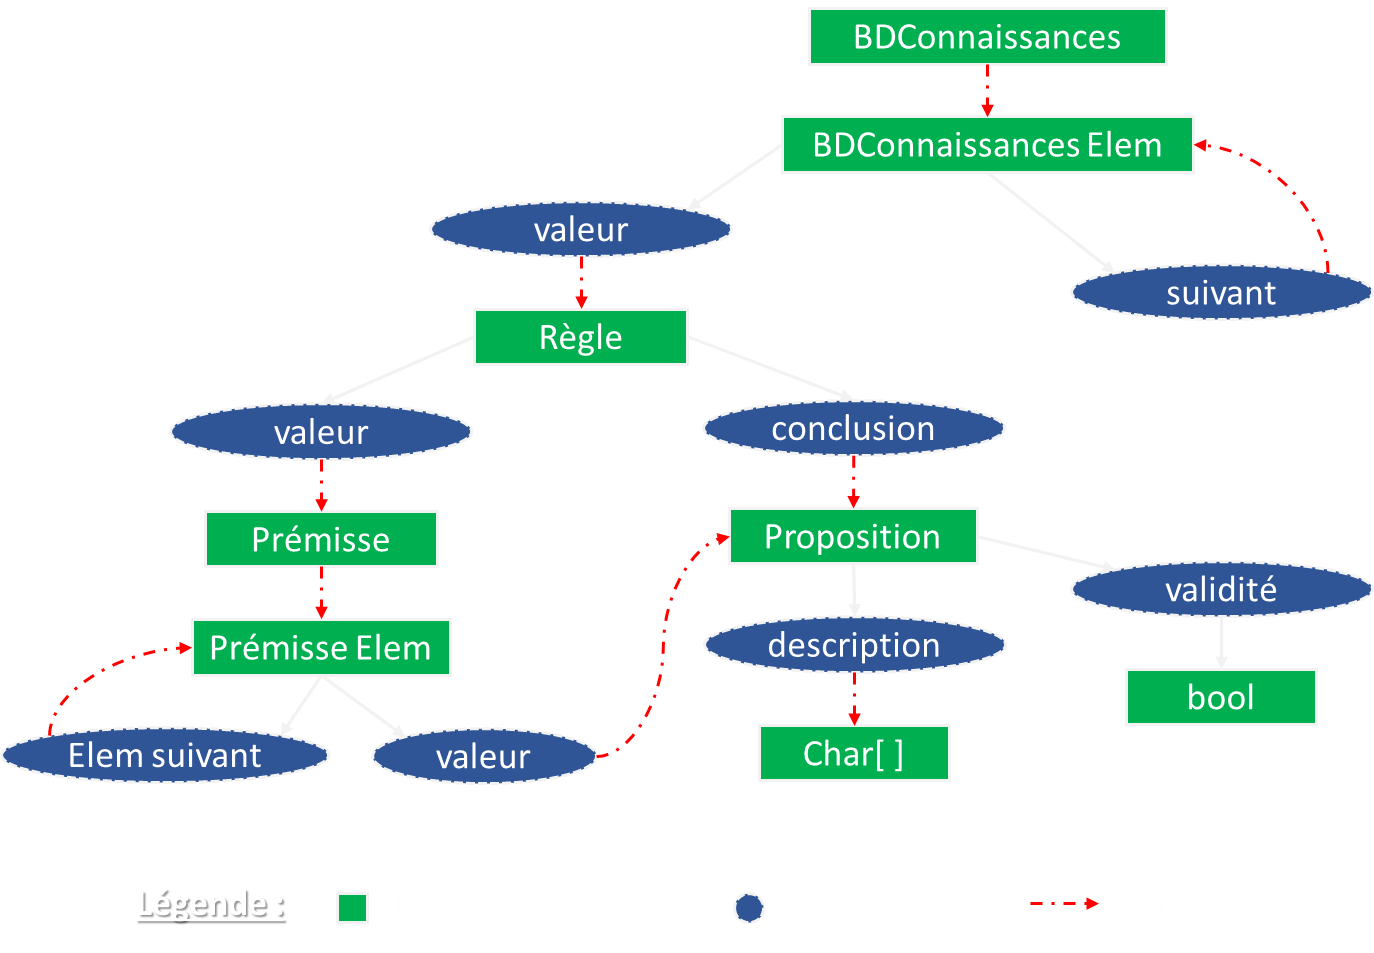 BDConnaissances
BDConnaissances Elem
valeur
suivant
Règle
valeur
conclusion
Prémisse
Proposition
validité
Prémisse Elem
description
bool
Elem suivant
valeur
Char[ ]
Légende :